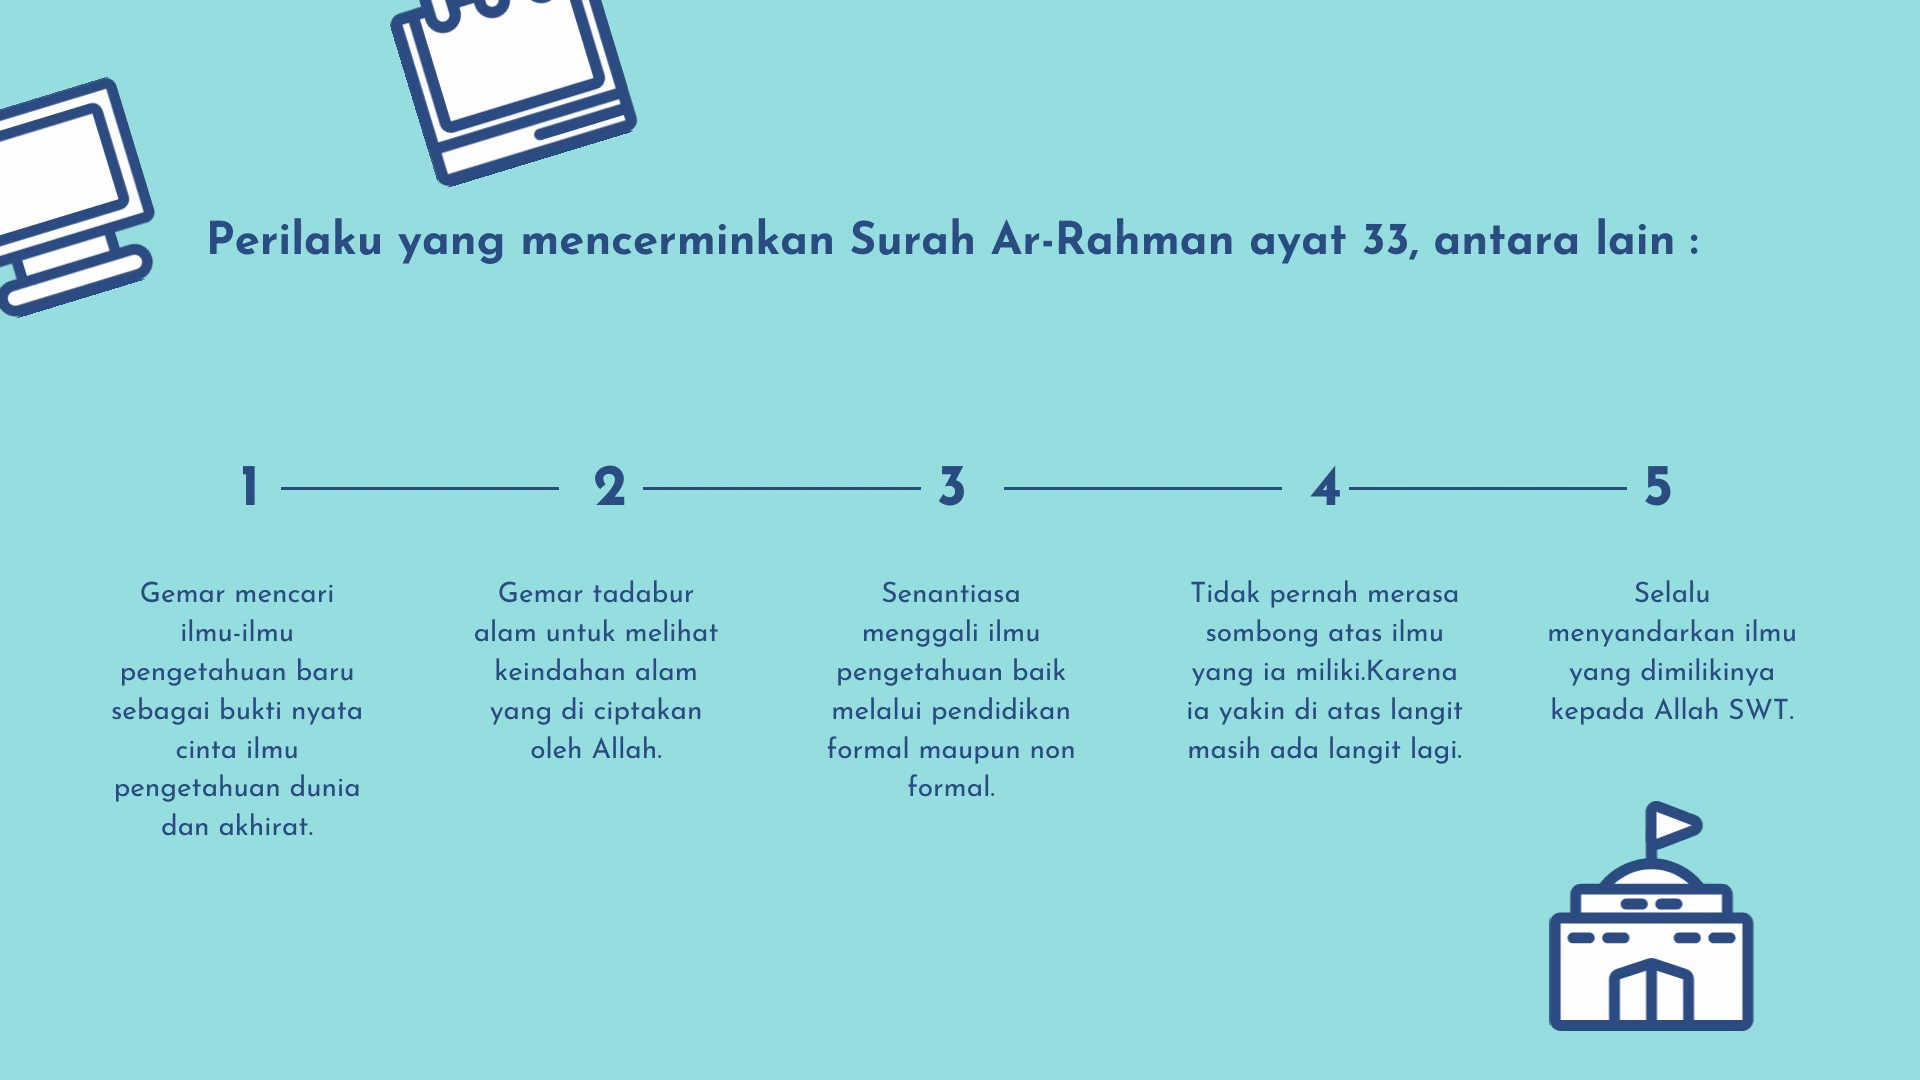 Perilaku yang mencerminkan Surah Ar-Rahman ayat 33, antara lain :
1
Gemar mencari
ilmu-ilmu
pengetahuan baru
sebagai bukti nyata
cinta ilmu
pengetahuan dunia
dan akhirat.
2
Gemar tadabur
alam untuk melihat
keindahan alam
yang di ciptakan
oleh Allah.
3
Senantiasa
menggali ilmu
pengetahuan baik
melalui pendidikan
formal maupun non
formal.
4
Tidak pernah merasa
sombong atas ilmu
yang ia miliki.Karena
ia yakin di atas langit
masih ada langit lagi.
5
Selalu
menyandarkan ilmu
yang dimilikinya
kepada Allah SWT.